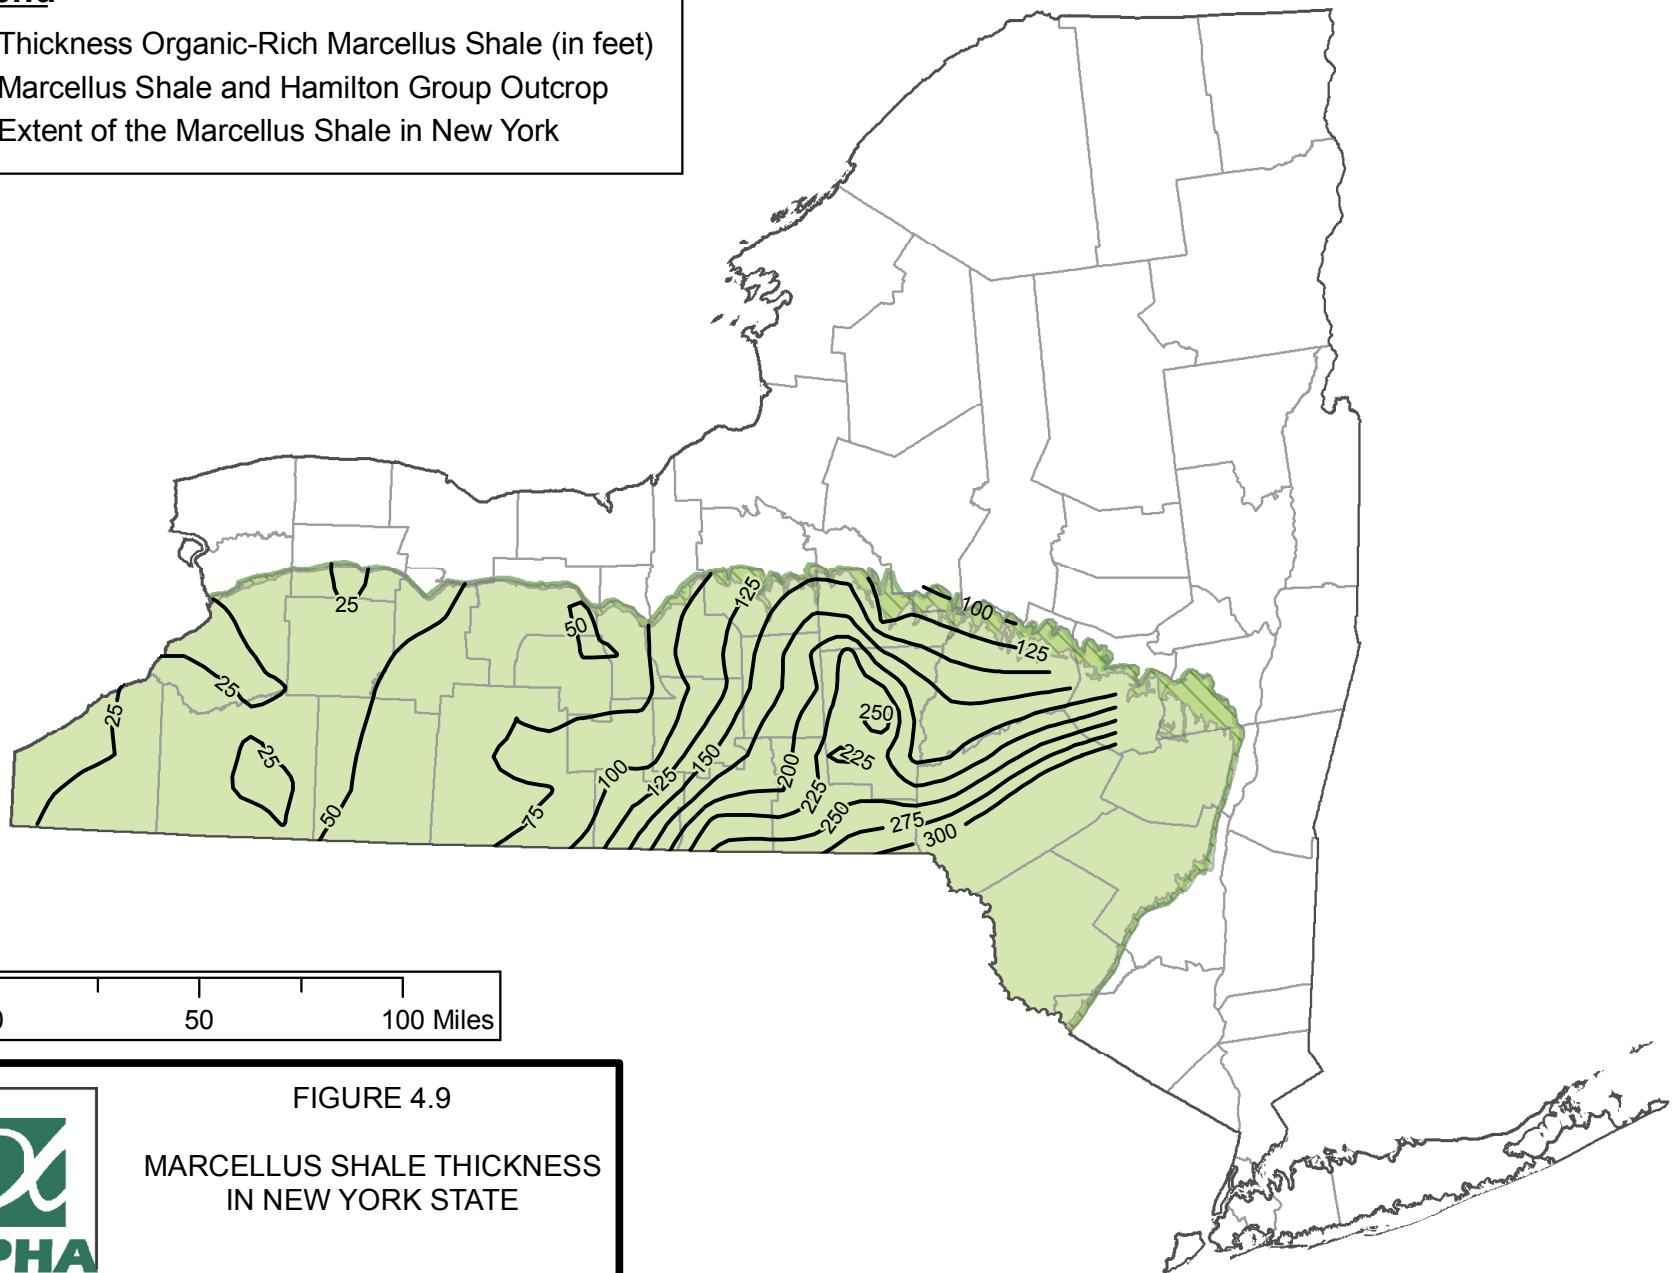 Thickness Organic-Rich Marcellus Shale (in feet)
Marcellus Shale and Hamilton Group Outcrop
Extent of the Marcellus Shale in New York
25
50
125
100
125
25
25
25
250
225
150
200
100
125
225
50
75
250
275
300
50
100 Miles
FIGURE 4.9
MARCELLUS SHALE THICKNESS
IN NEW YORK STATE
PHA